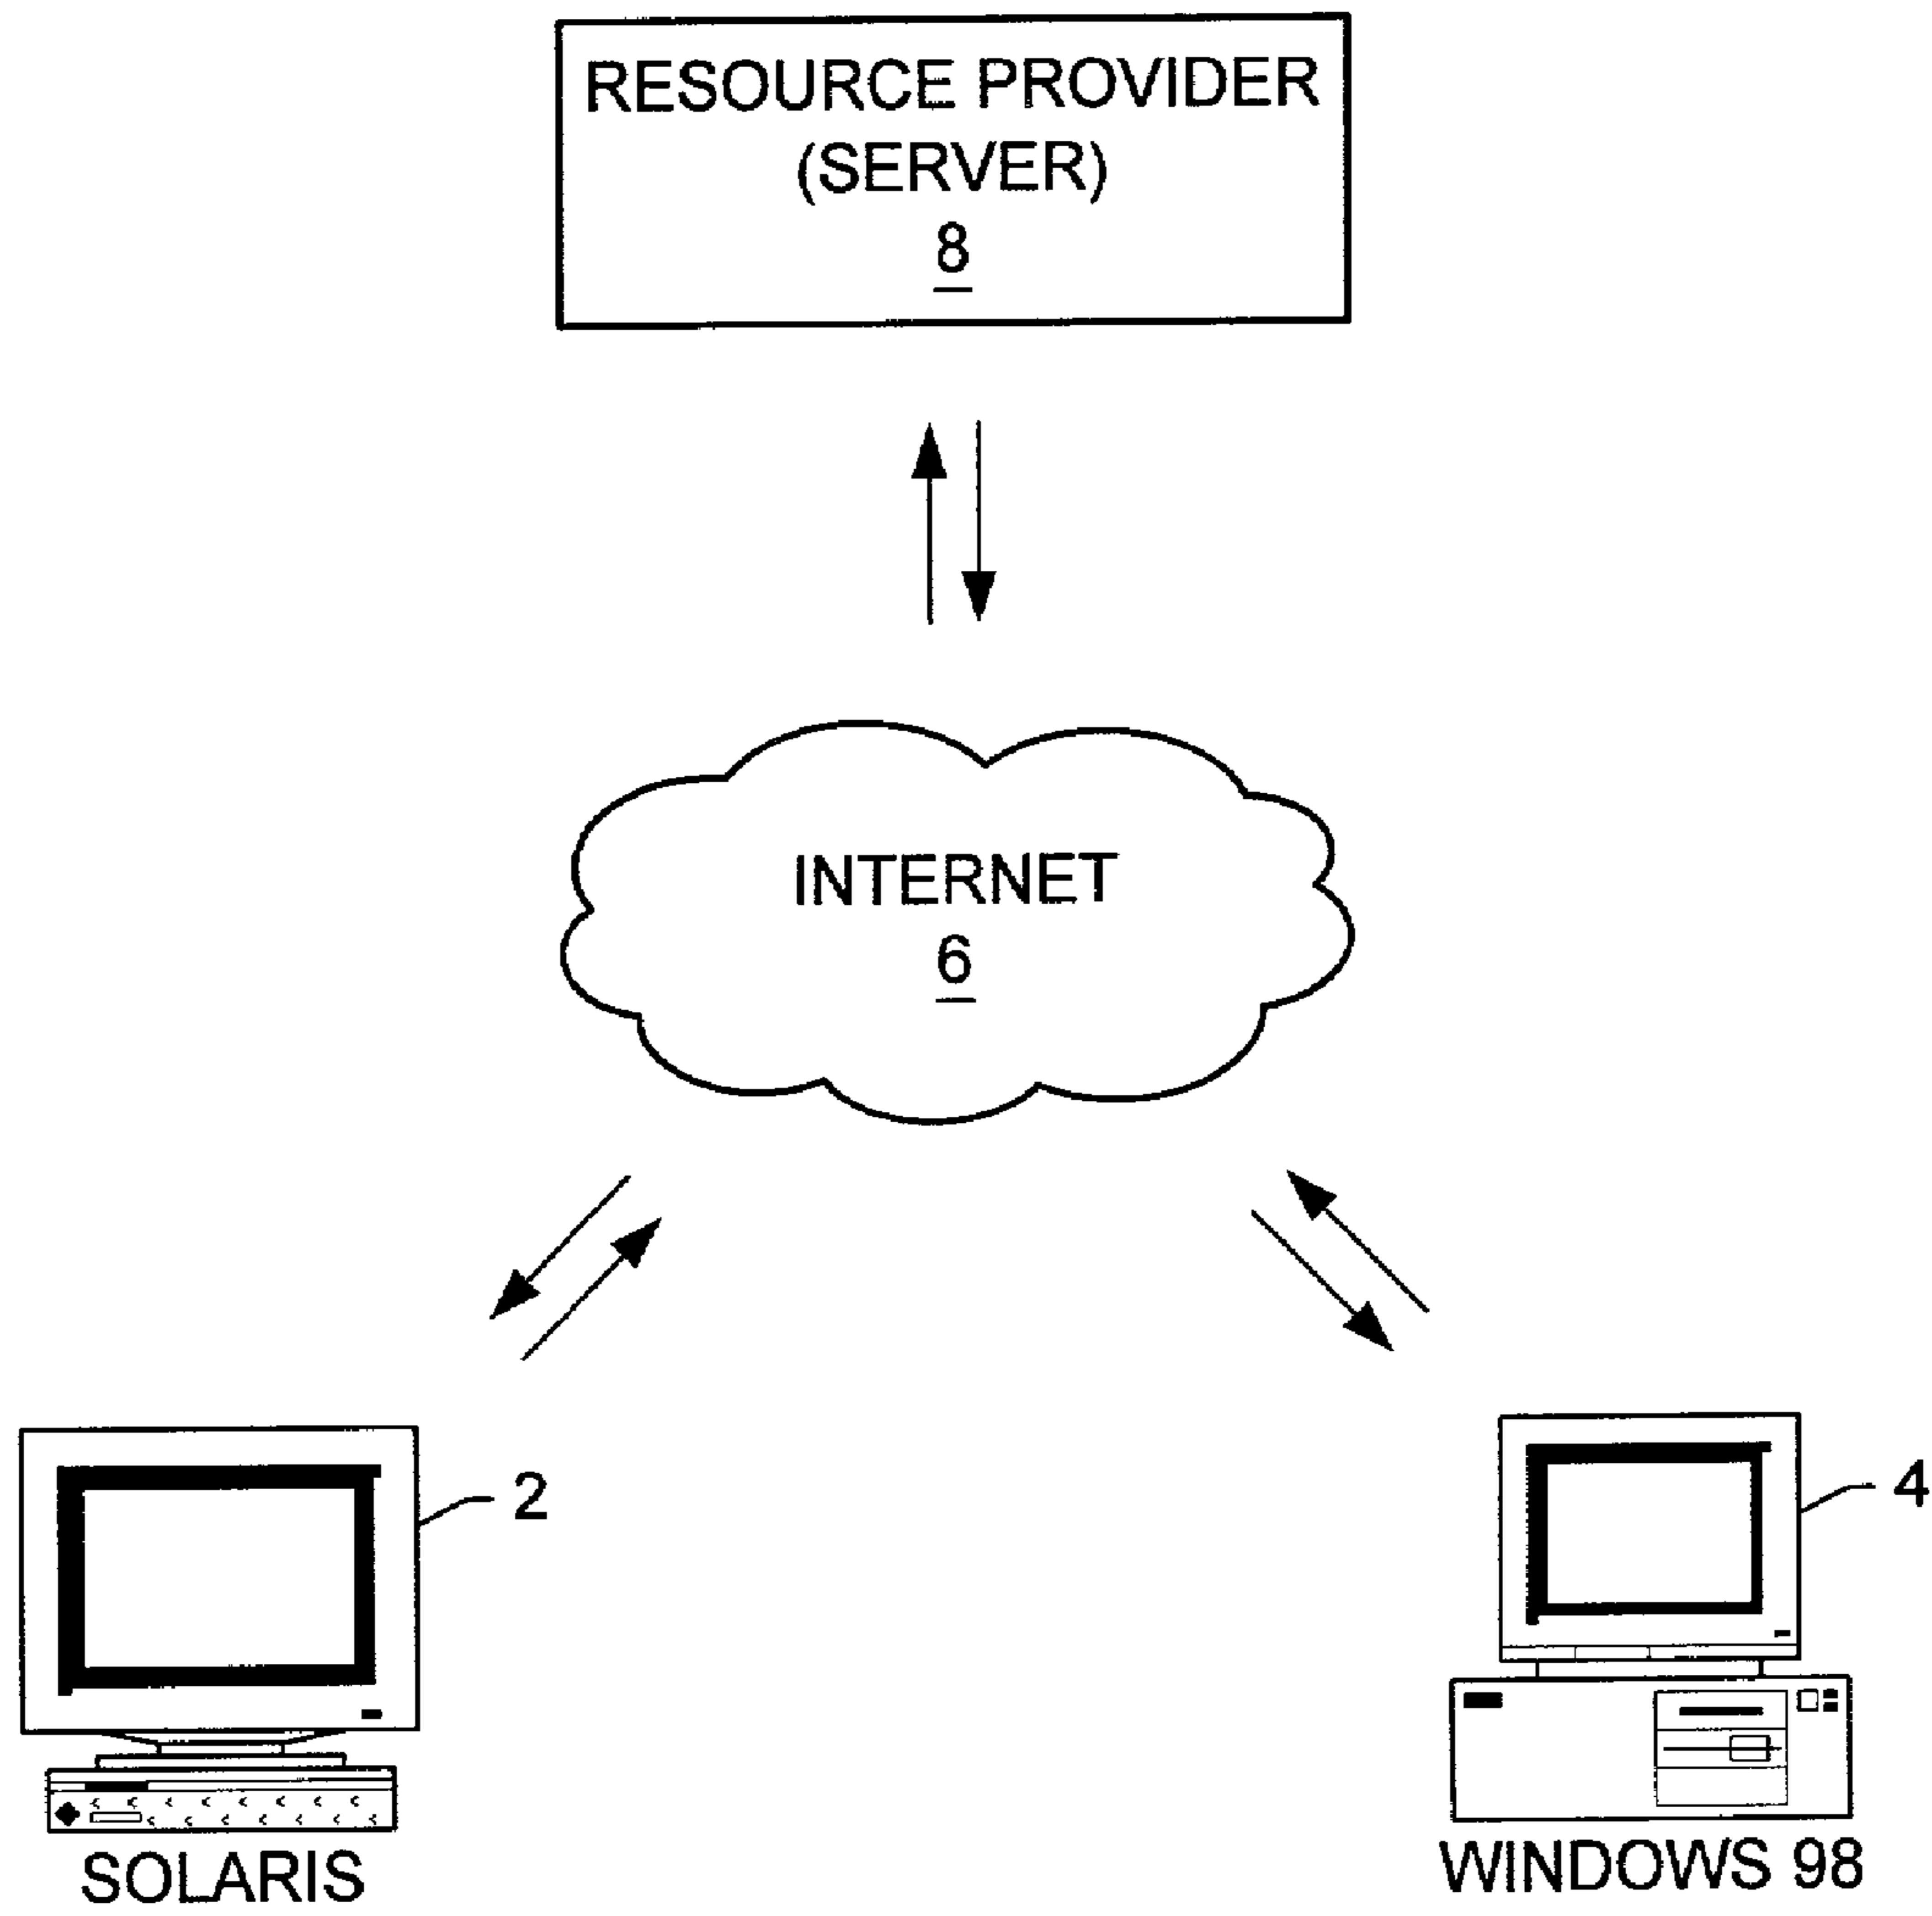 RESOURCE PROVIDER
(SERVER)
8
INTERNET
6
2
4
SOLARIS
WINDOWS 98